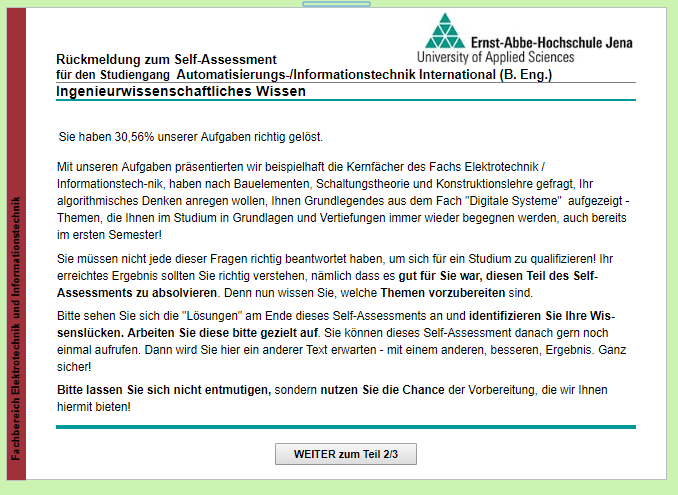 Ernst-Abbe-Hochschule Jena
University of Applied Sciences
Rückmeldung zum Self-Assessment
für den Studiengang Automatisierungs-/Informationstechnik International (B. Eng.)
Ingenieurwissenschaftliches Wissen
Sie haben 30,56% unserer Aufgaben richtig gelöst.
Mit unseren Aufgaben präsentierten wir beispielhaft die Kernfächer des Fachs Elektrotechnik /
Informationstech-nik, haben nach Bauelementen, Schaltungstheorie und Konstruktionslehre gefragt, Ihr
algorithmisches Denken anregen wollen, Ihnen Grundlegendes aus dem Fach "Digitale Systeme" aufgezeigt -
Themen, die Ihnen im Studium in Grundlagen und Vertiefungen immer wieder begegnen werden, auch bereits
im ersten Semester!
Sie müssen nicht jede dieser Fragen richtig beantwortet haben, um sich für ein Studium zu qualifizieren! Ihr
erreichtes Ergebnis sollten Sie richtig verstehen, nämlich dass es gut für Sie war, diesen Teil des Self-
Assessments zu absolvieren. Denn nun wissen Sie, welche Themen vorzubereiten sind.
Bitte sehen Sie sich die "Lösungen" am Ende dieses Self-Assessments an und identifizieren Sie Ihre Wis-
senslücken. Arbeiten Sie diese bitte gezielt auf. Sie können dieses Self-Assessment danach gern noch
einmal aufrufen. Dann wird Sie hier ein anderer Text erwarten - mit einem anderen, besseren, Ergebnis. Ganz
sicher!
Bitte lassen Sie sich nicht entmutigen, sondern nutzen Sie die Chance der Vorbereitung, die wir Ihnen
hiermit bieten!
WEITER zum Teil 2/3
Fachbereich Elektrotechnik und Informationstechnik